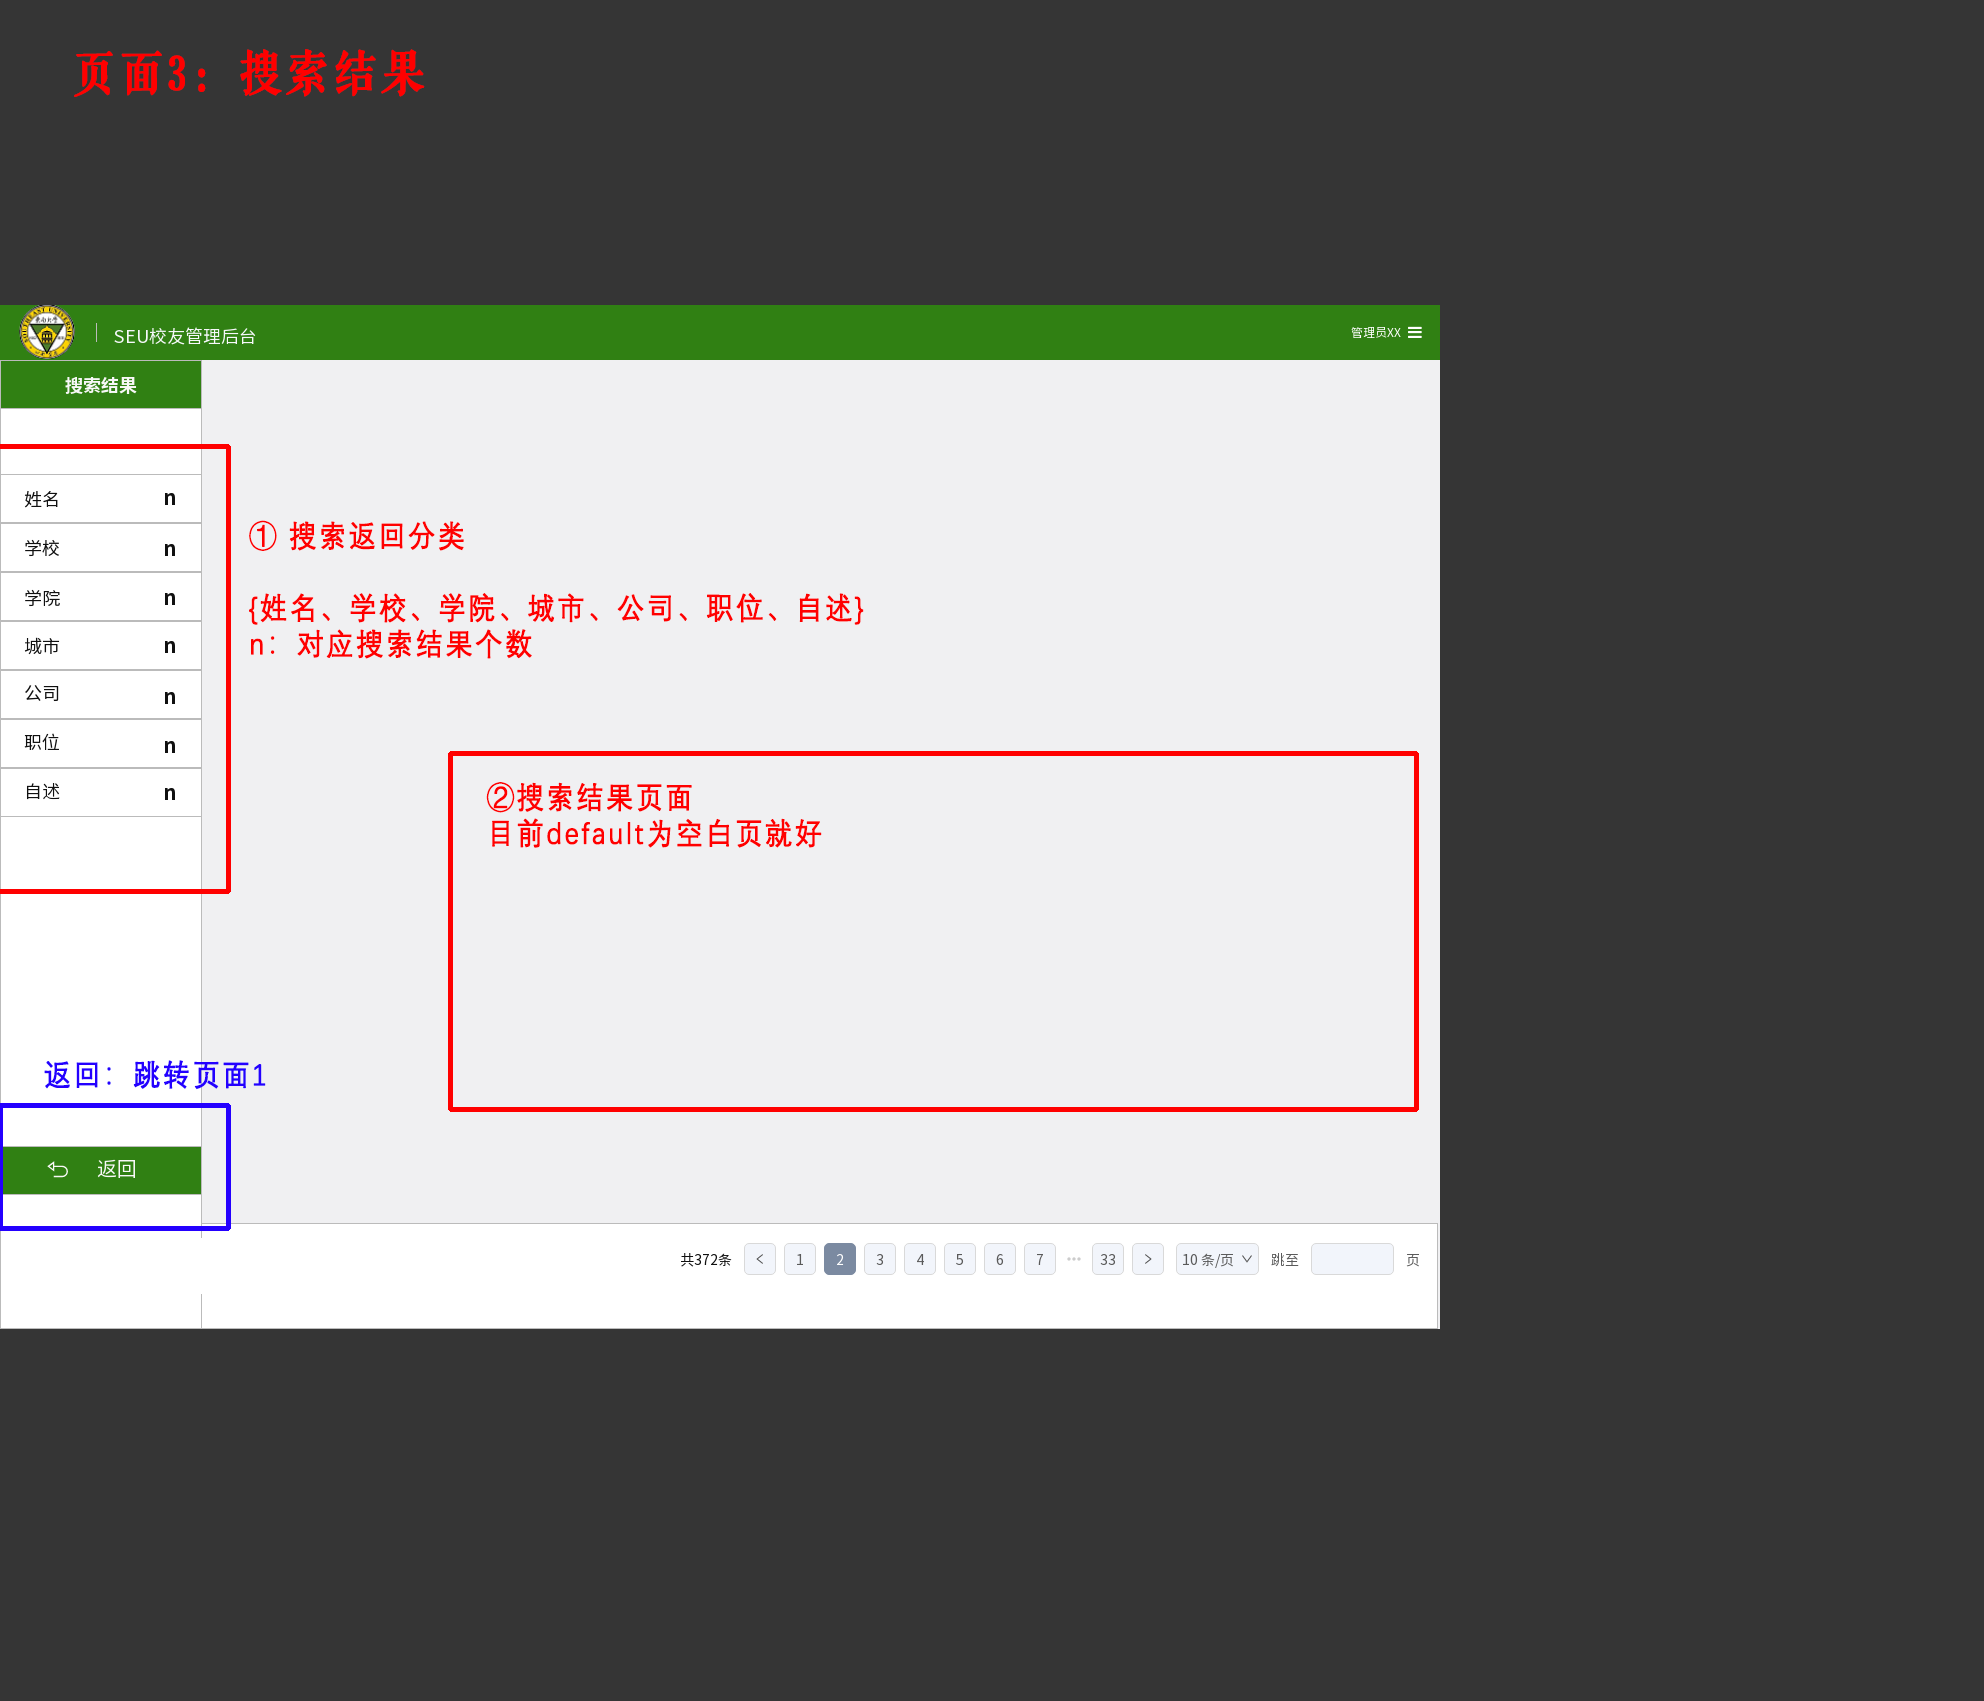 页面3：搜索结果
SEU校友管理后台
管理员XX
搜索结果
姓名 n
学校 n
学院 n
城市 n
公司 n
职位 n
自述 n
① 搜索返回分类
{姓名、学校、学院、城市、公司、职位、自述}
n：对应搜索结果个数
②搜索结果页面
目前default为空白页就好
返回：跳转页面1
返回
共372条 1 2 3 4 5 6 7 ••• 33 10 条/页 跳至 页